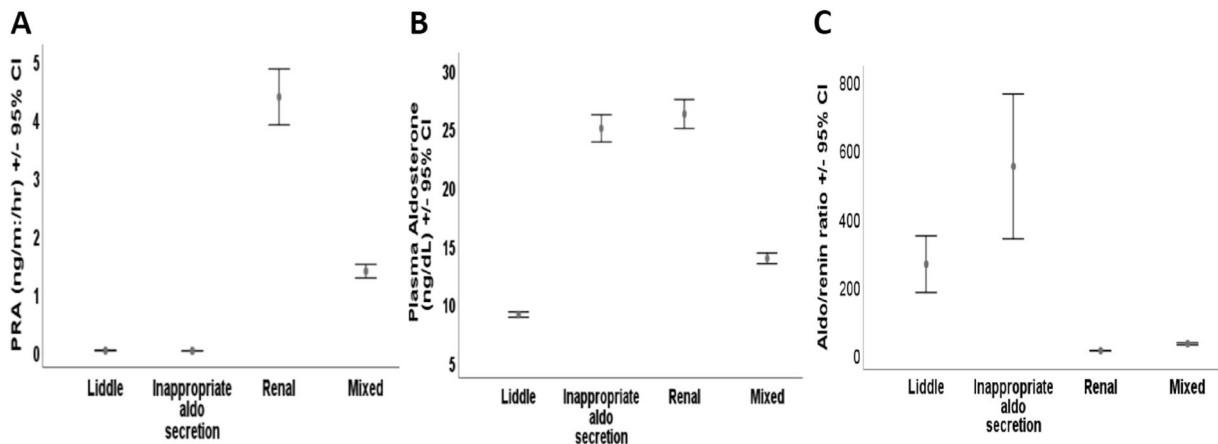 A
PRA (ng/m:/hr) +/- 95% CI
5
4
3
2
1
0
Liddle
Inappropriate
aldo
secretion
Renal
Mixed
B
Plasma Aldosterone
(ng/dL) +/- 95% CI
30
25
20
15
10
5
Liddle
Inappropriate
aldo
secretion
Renal
Mixed
C
Aldo/renin ratio +/- 95% CI
800
600
400
200
0
Liddle
Inappropriate
aldo
secretion
Renal
Mixed